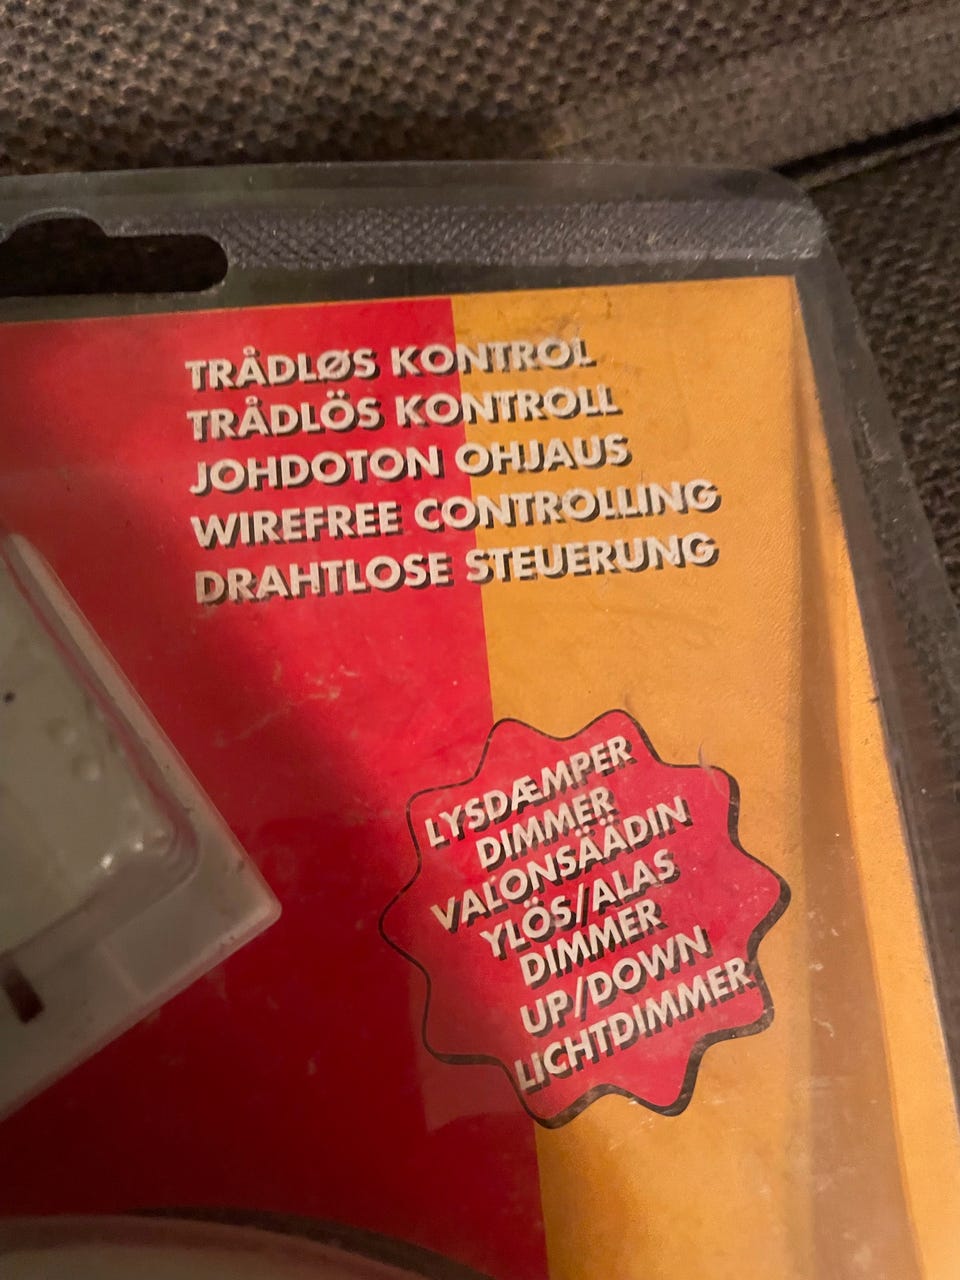 TRÅDLØS KONTROL
TRÅDLÖS KONTROLL
JOHDOTON OHJAUS
WIREFREE CONTROLLING
DRAHTLOSE STEUERUNG
LYSDÆMPER
DIMMER
VALONSÄÄDIN
YLÖS/ALAS
DIMMER
UP/DOWN
LICHTDIMMER